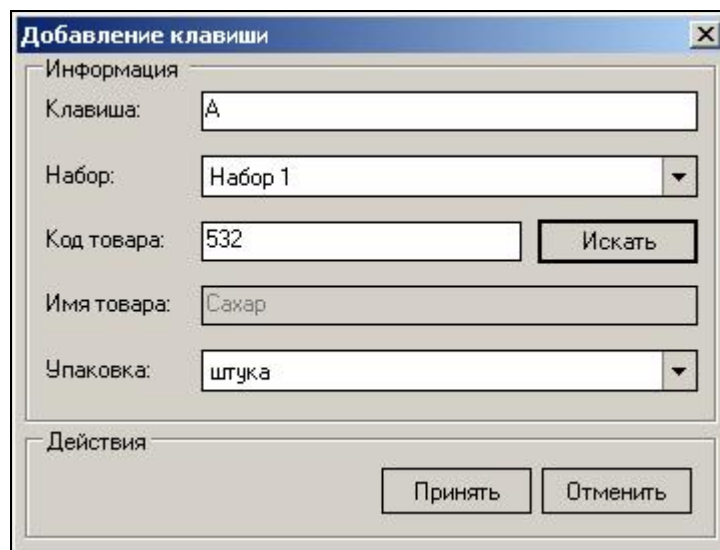 Добавление клавиши
Информация
Клавиша: A
Набор: Набор 1
Код товара: 532 Искать
Имя товара: Сахар
Упаковка: штука
Действия
Принять Отменить